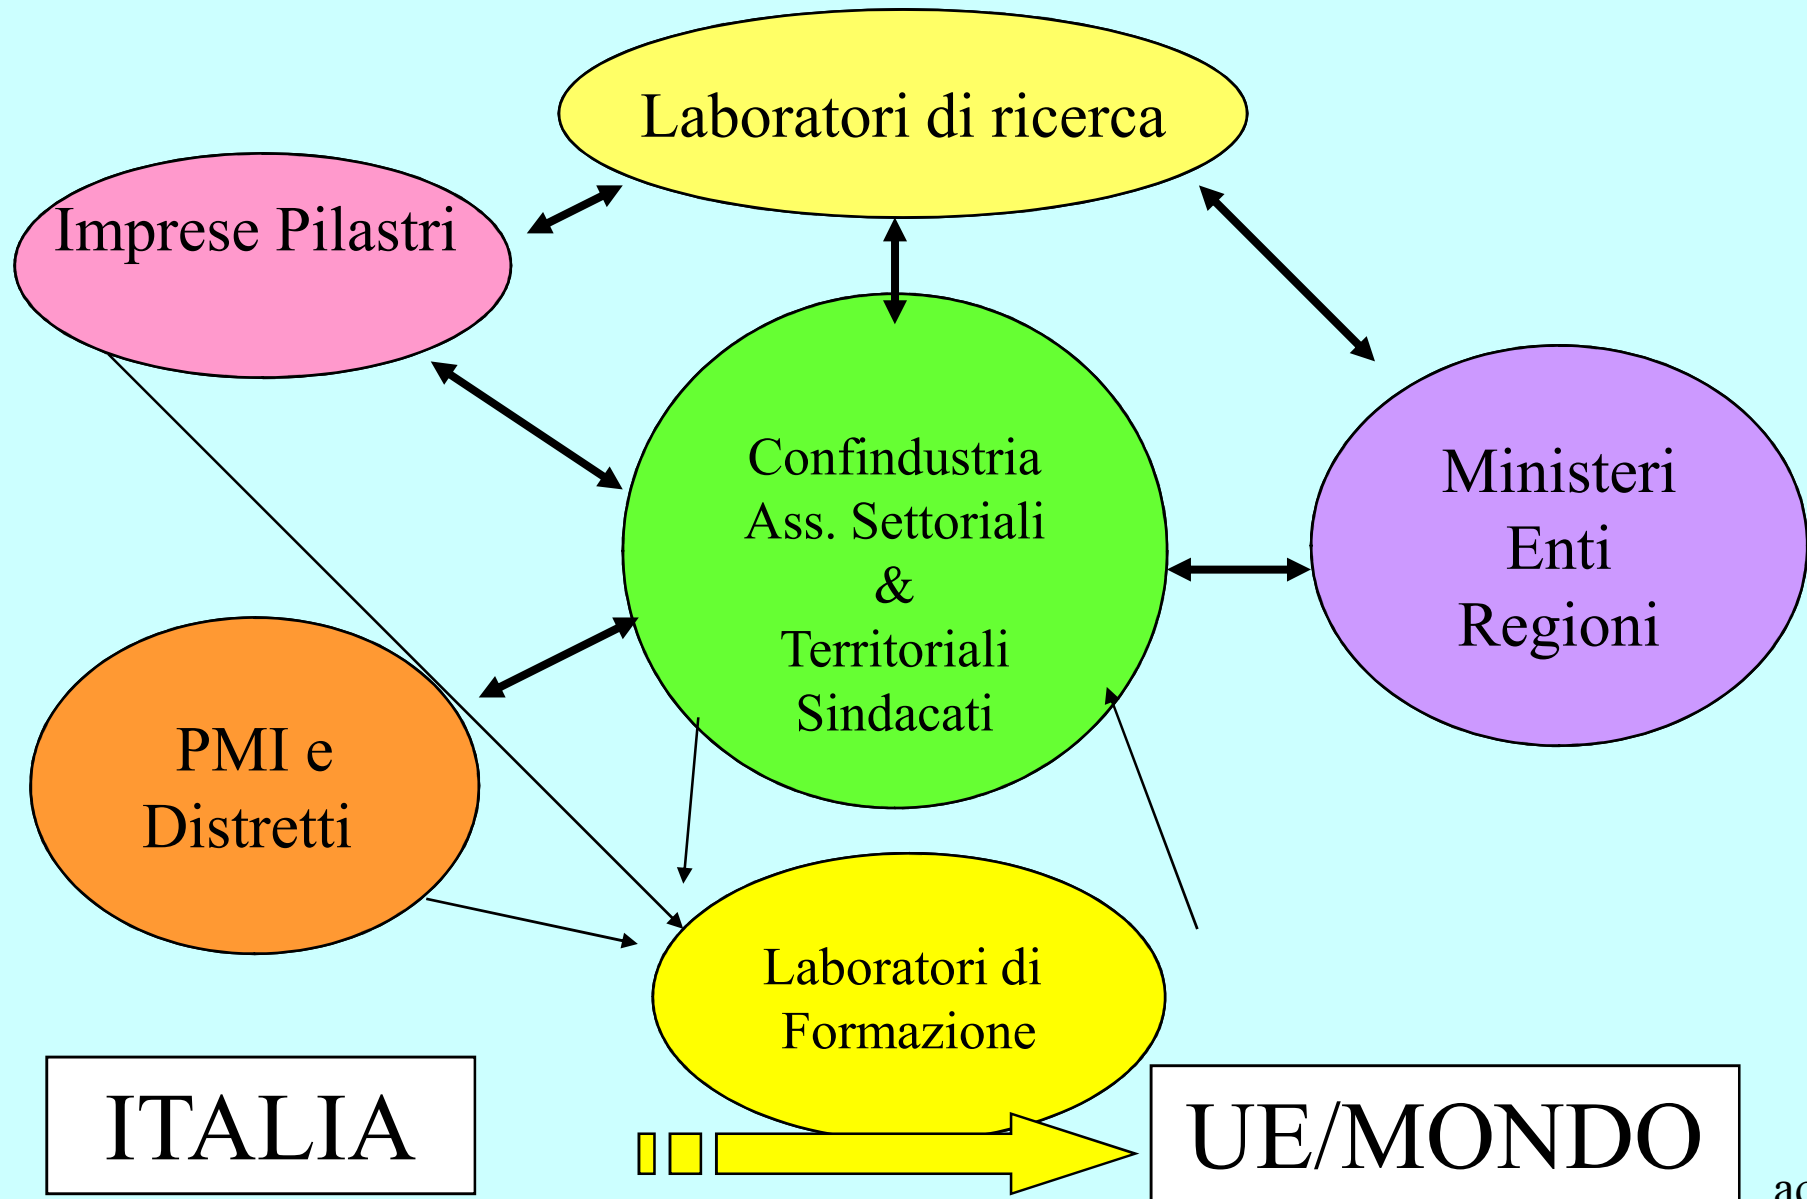 Laboratori di ricerca
Imprese Pilastri
Confindustria
Ass. Settoriali
&
Territoriali
Sindacati
Ministeri
Enti
Regioni
PMI e
Distretti
Laboratori di
Formazione
ITALIA
UE/MONDO